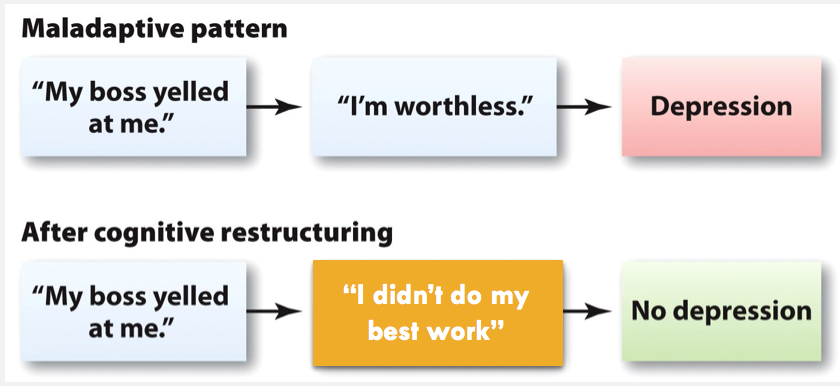 Maladaptive pattern
“My boss yelled
at me.”
“I’m worthless.”
Depression
After cognitive restructuring
“My boss yelled
at me.”
“I didn’t do my
best work”
No depression